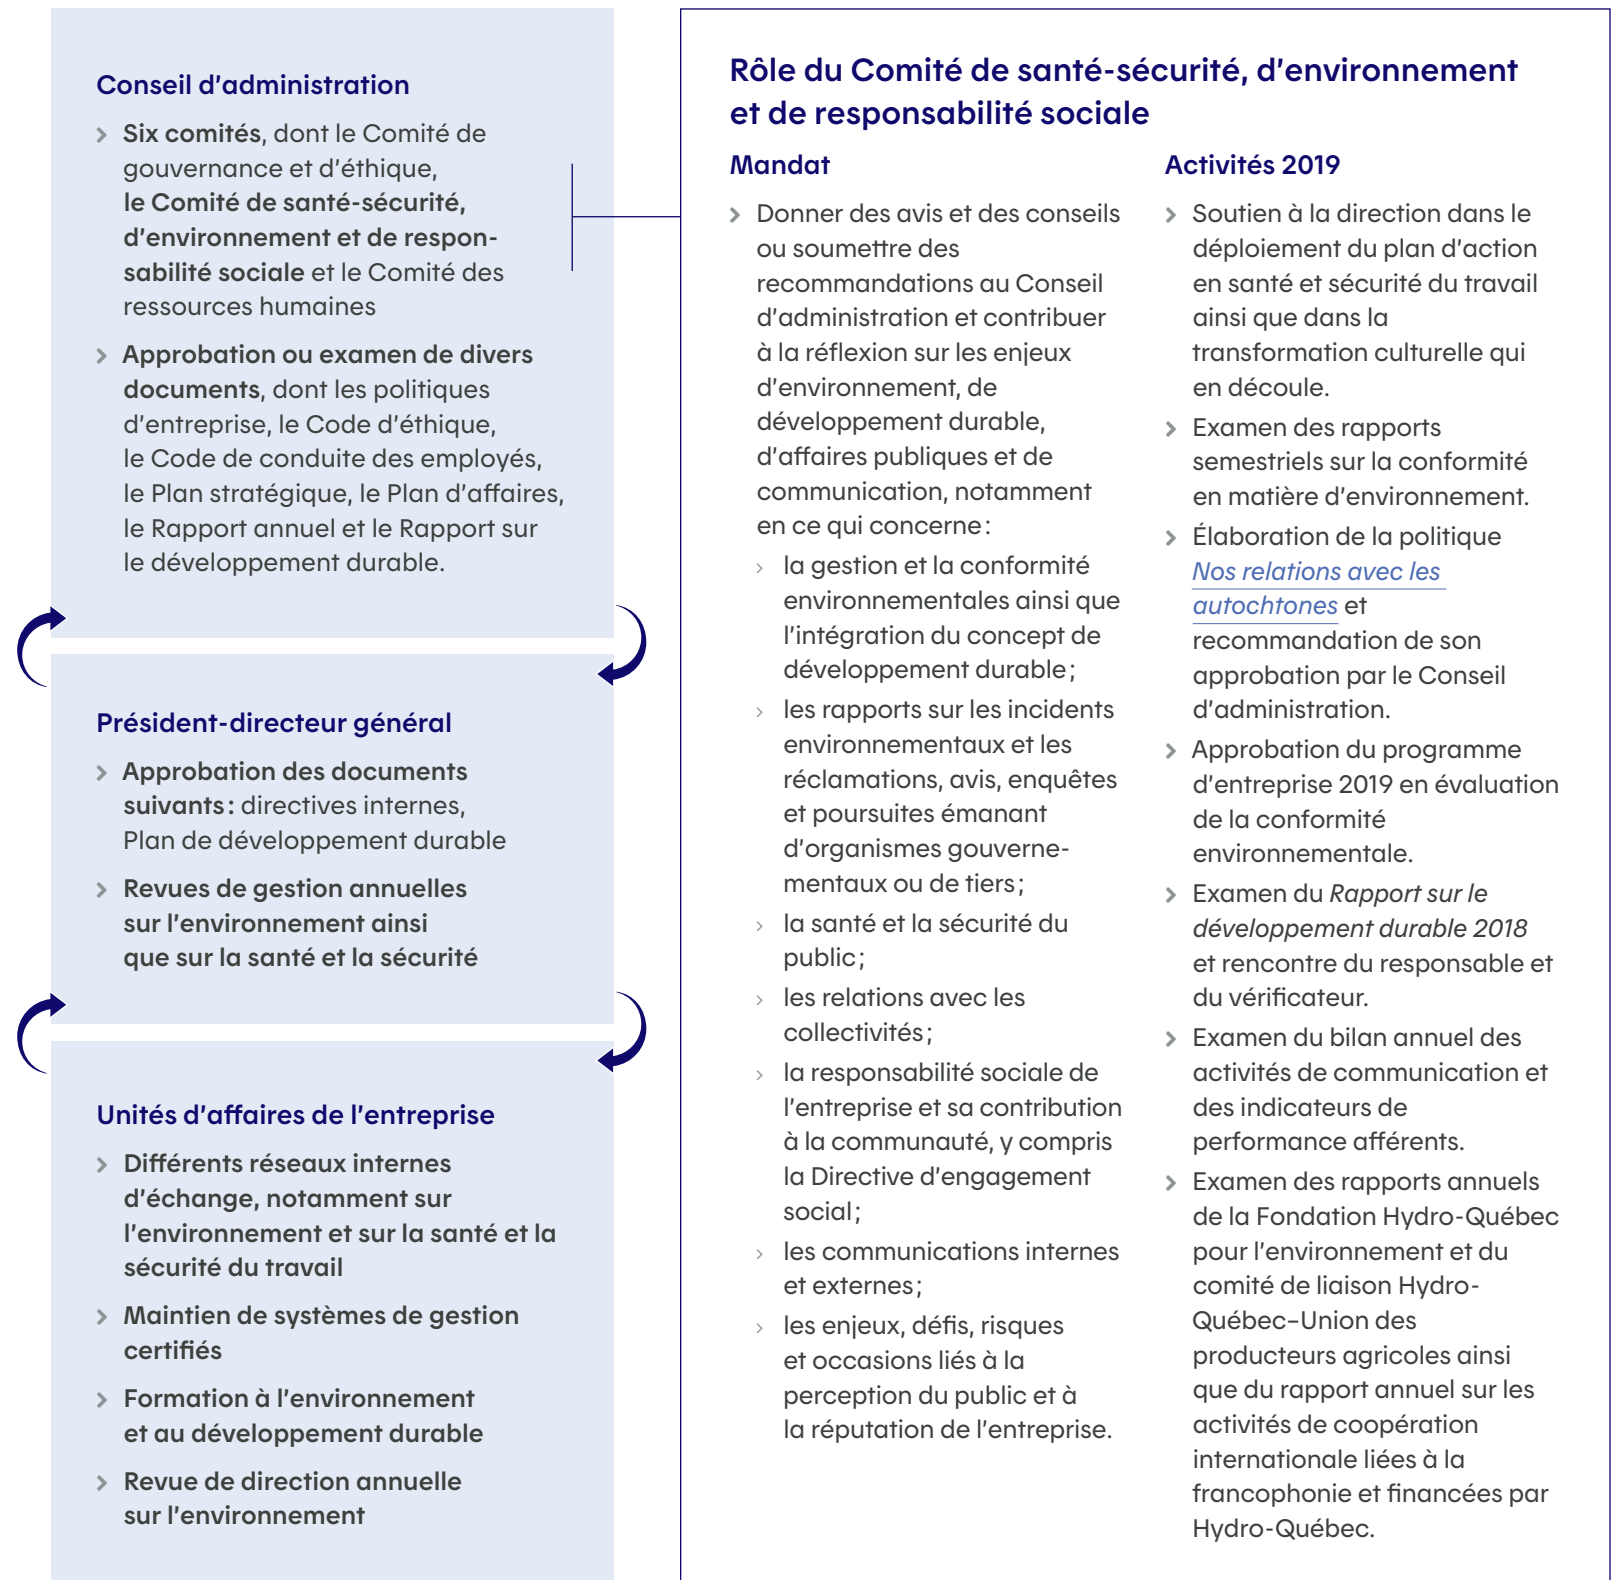 Conseil d'administration
Six comités, dont le Comité de
gouvernance et d'éthique,
le Comité de santé-sécurité,
d'environnement et de respon-
sabilité sociale et le Comité des
ressources humaines
Approbation ou examen de divers
documents, dont les politiques
d'entreprise, le Code d'éthique,
le Code de conduite des employés,
le Plan stratégique, le Plan d'affaires,
le Rapport annuel et le Rapport sur
le développement durable.
Président-directeur général
Approbation des documents
suivants : directives internes,
Plan de développement durable
Revues de gestion annuelles
sur l'environnement ainsi
que sur la santé et la sécurité
Unités d'affaires de l'entreprise
Différents réseaux internes
d'échange, notamment sur
l'environnement et sur la santé et la
sécurité du travail
Maintien de systèmes de gestion
certifiés
Formation à l'environnement
et au développement durable
Revue de direction annuelle
sur l'environnement
Rôle du Comité de santé-sécurité, d'environnement
et de responsabilité sociale
Mandat
Donner des avis et des conseils
ou soumettre des
recommandations au Conseil
d'administration et contribuer
à la réflexion sur les enjeux
d'environnement, de
développement durable,
d'affaires publiques et de
communication, notamment
en ce qui concerne :
la gestion et la conformité
environnementales ainsi que
l'intégration du concept de
développement durable ;
les rapports sur les incidents
environnementaux et les
réclamations, avis, enquêtes
et poursuites émanant
d'organismes gouverne-
mentaux ou de tiers ;
la santé et la sécurité du
public ;
les relations avec les
collectivités ;
la responsabilité sociale de
l'entreprise et sa contribution
à la communauté, y compris
la Directive d'engagement
social ;
les communications internes
et externes ;
les enjeux, défis, risques
et occasions liés à la
perception du public et à
la réputation de l'entreprise.
Activités 2019
Soutien à la direction dans le
déploiement du plan d'action
en santé et sécurité du travail
ainsi que dans la
transformation culturelle qui
en découle.
Examen des rapports
semestriels sur la conformité
en matière d'environnement.
Élaboration de la politique
Nos relations avec les
autochtones et
recommandation de son
approbation par le Conseil
d'administration.
Approbation du programme
d'entreprise 2019 en évaluation
de la conformité
environnementale.
Examen du Rapport sur le
développement durable 2018
et rencontre du responsable et
du vérificateur.
Examen du bilan annuel des
activités de communication et
des indicateurs de
performance afférents.
Examen des rapports annuels
de la Fondation Hydro-Québec
pour l'environnement et du
comité de liaison Hydro-
Québec–Union des
producteurs agricoles ainsi
que du rapport annuel sur les
activités de coopération
internationale liées à la
francophonie et financées par
Hydro-Québec.